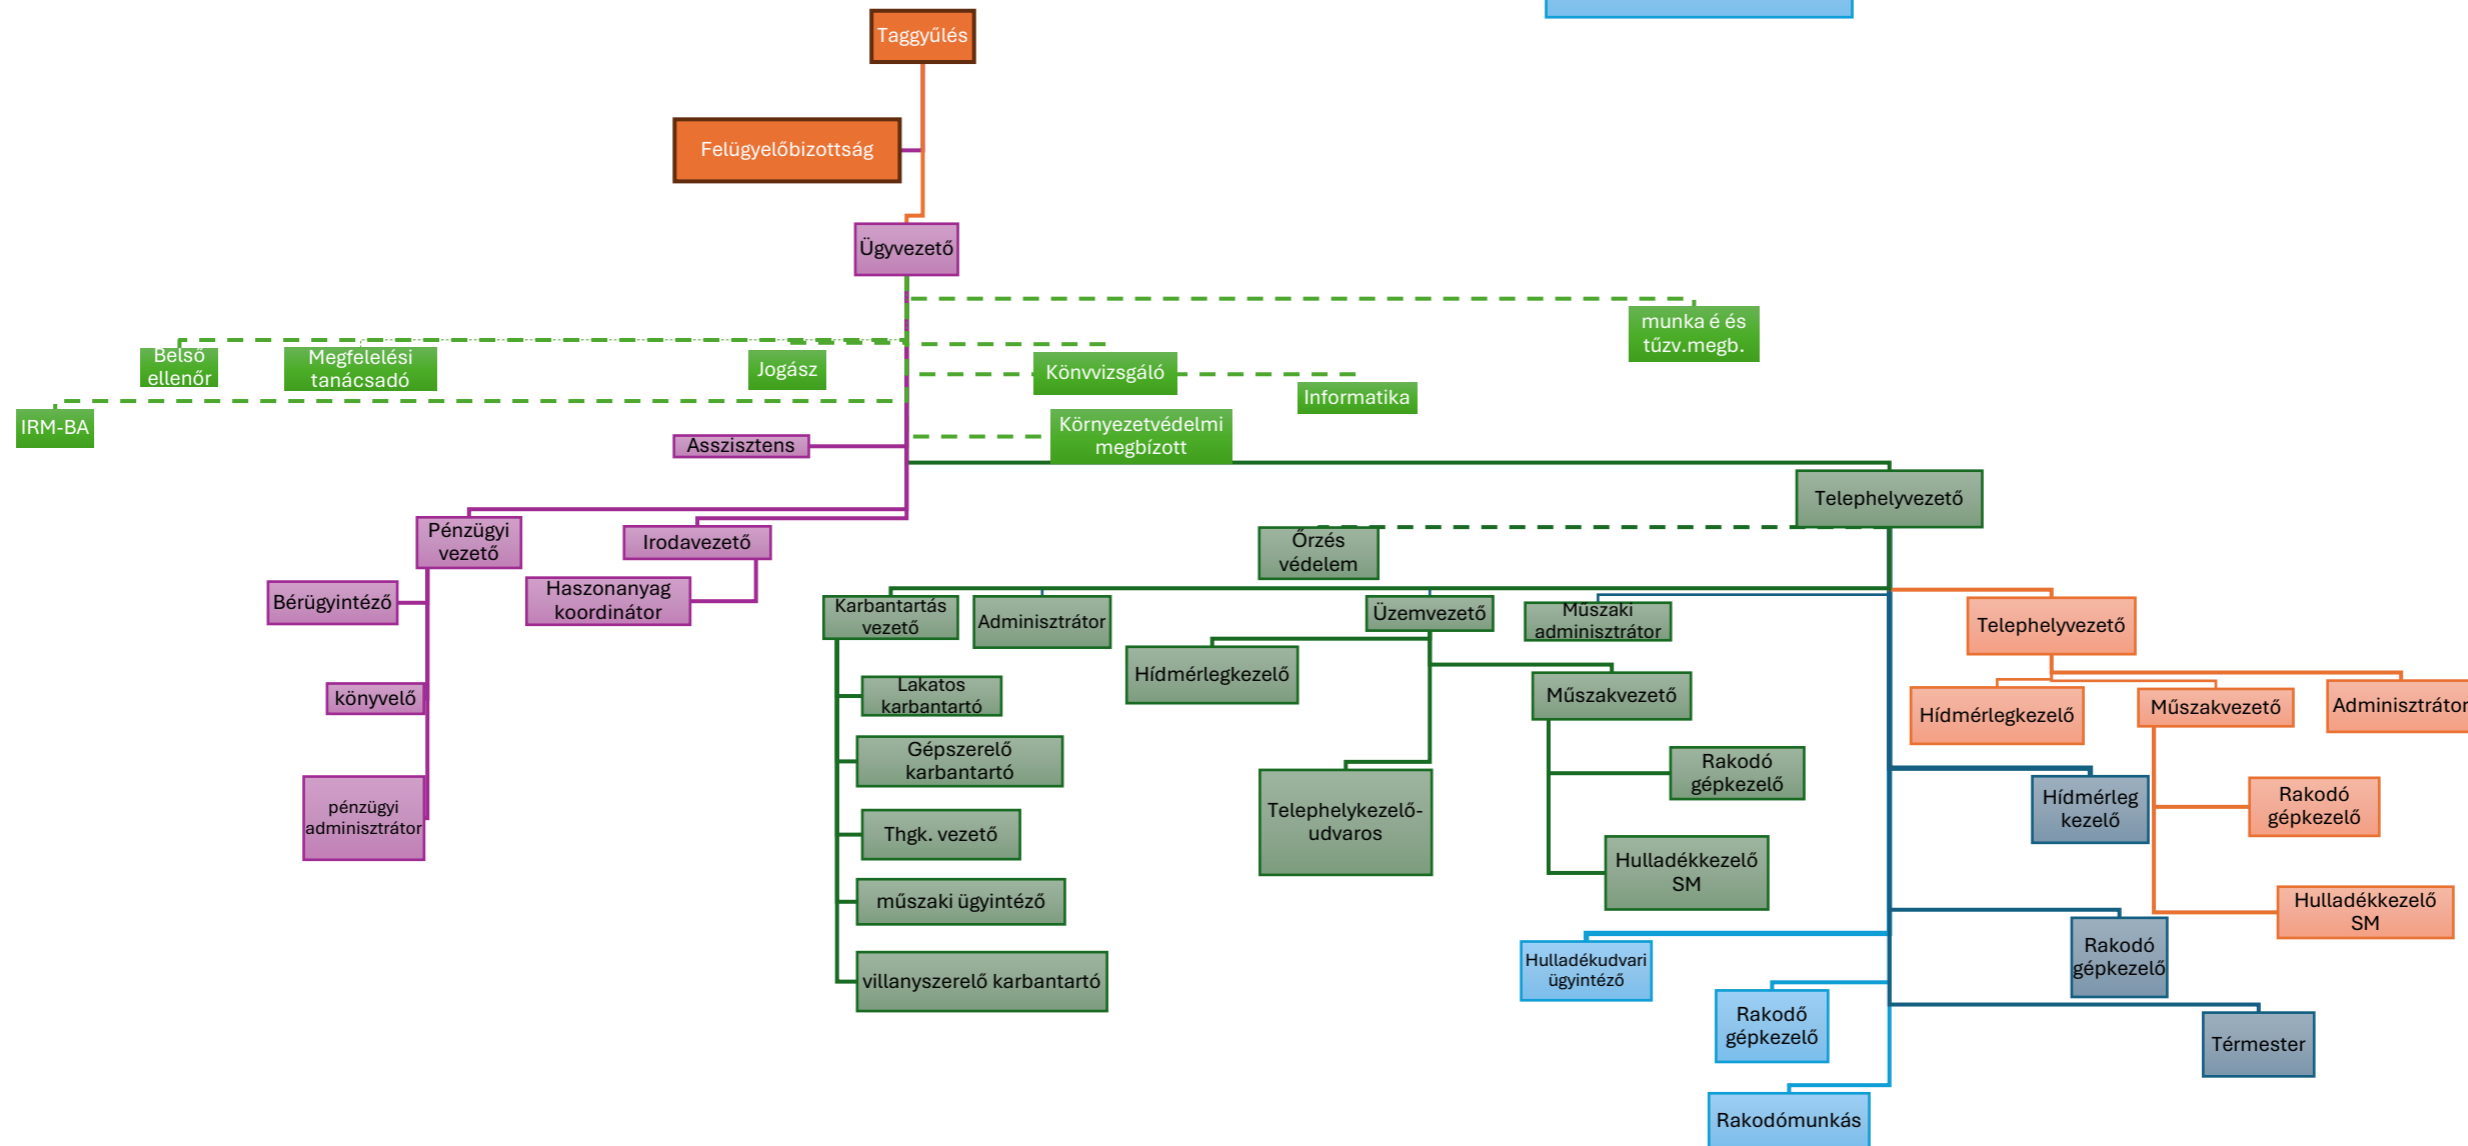 Taggyűlés
Felügyelőbizottság
Ügyvezető
munka é és
tűzv.megb.
Belső
ellenőr
Megfelelési
tanácsadó
Jogász
Könvvizsgáló
Informatika
IRM-BA
Környezetvédelmi
megbízott
Asszisztens
Telephelyvezető
Pénzügyi
vezető
Irodavezető
Őrzés
védelem
Bérügyintéző
Haszonanyag
koordinátor
Karbantartás
vezető
Adminisztrátor
Üzemvezető
Műszaki
adminisztrátor
Telephelyvezető
Hídmérlegkezelő
könyvelő
Lakatos
karbantartó
Műszakvezető
Hídmérlegkezelő
Műszakvezető
Adminisztrátor
Gépszerelő
karbantartó
Rakodó
gépkezelő
pénzügyi
adminisztrátor
Thgk. vezető
Telephelykezelő-
udvaros
Hídmérleg
kezelő
Rakodó
gépkezelő
Hulladékkezelő
SM
műszaki ügyintéző
Hulladékkezelő
SM
villanyszerelő karbantartó
Hulladékudvari
ügyintéző
Rakodó
gépkezelő
Rakodő
gépkezelő
Térmester
Rakodómunkás